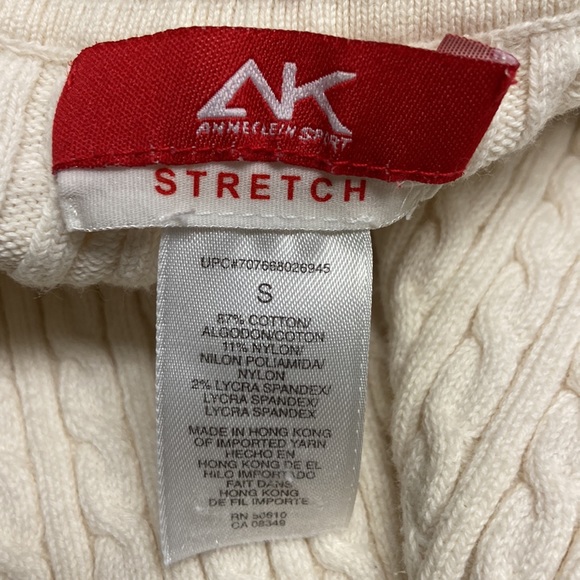 AK
ANNE KLEIN SPORT
STRETCH
UPC#707668026945
S
87% COTTON/
ALGODON/COTON
11% NYLON/
NILON POLIAMIDA/
NYLON
2% LYCRA SPANDEX/
LYCRA SPANDEX/
LYCRA SPANDEX
MADE IN HONG KONG
OF IMPORTED YARN
HECHO EN
HONG KONG DE EL
HILO IMPORTADO
FAIT DANS
HONG KONG
DE FIL IMPORTE
RN 50610
CA 08348